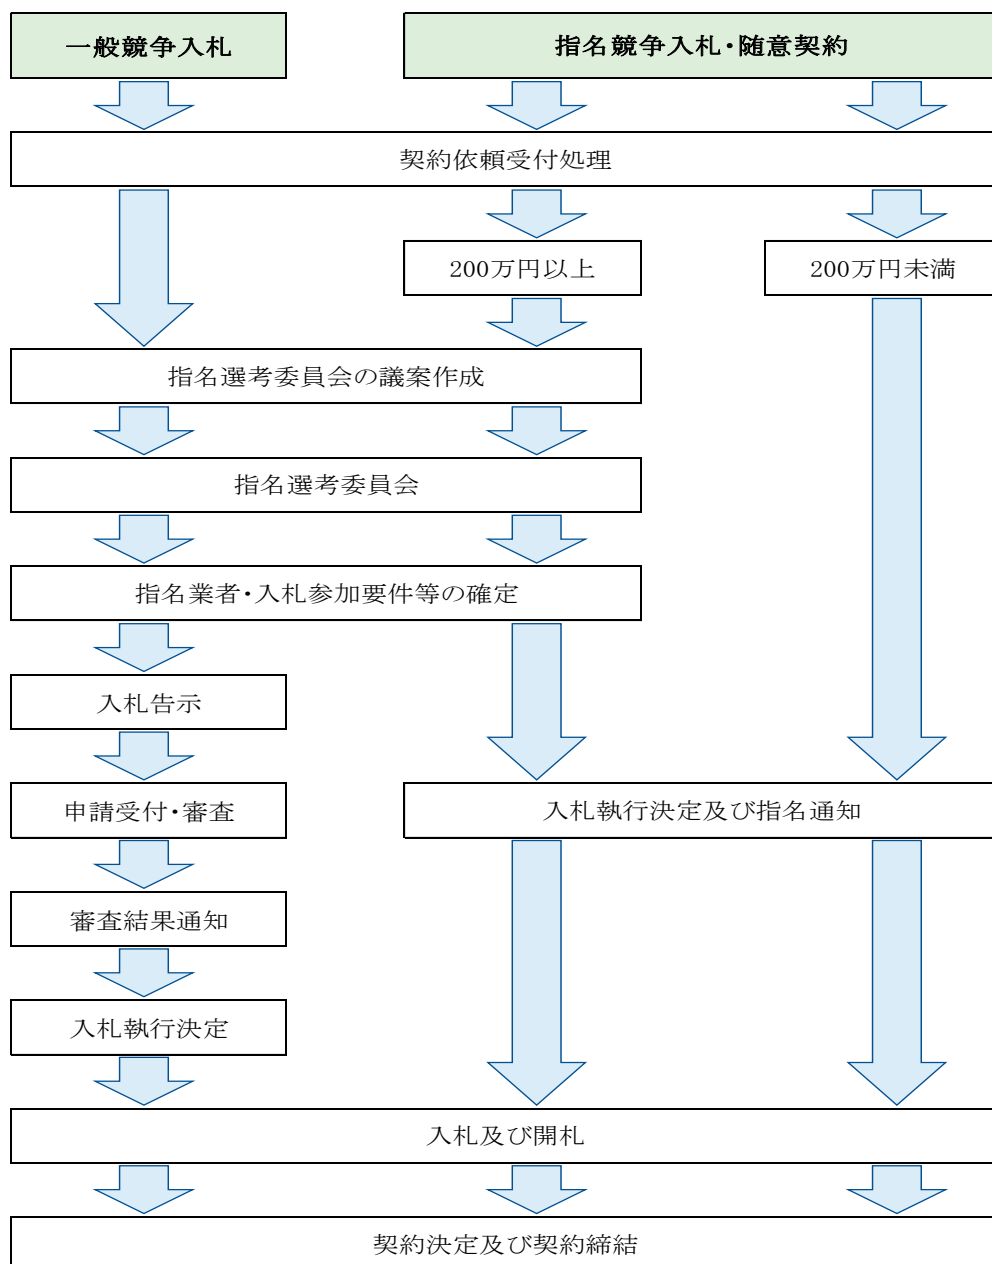 一般競争入札
指名競争入札・随意契約
契約依頼受付処理
200万円以上
200万円未満
指名選考委員会の議案作成
指名選考委員会
指名業者・入札参加要件等の確定
入札告示
申請受付・審査
入札執行決定及び指名通知
審査結果通知
入札執行決定
入札及び開札
契約決定及び契約締結